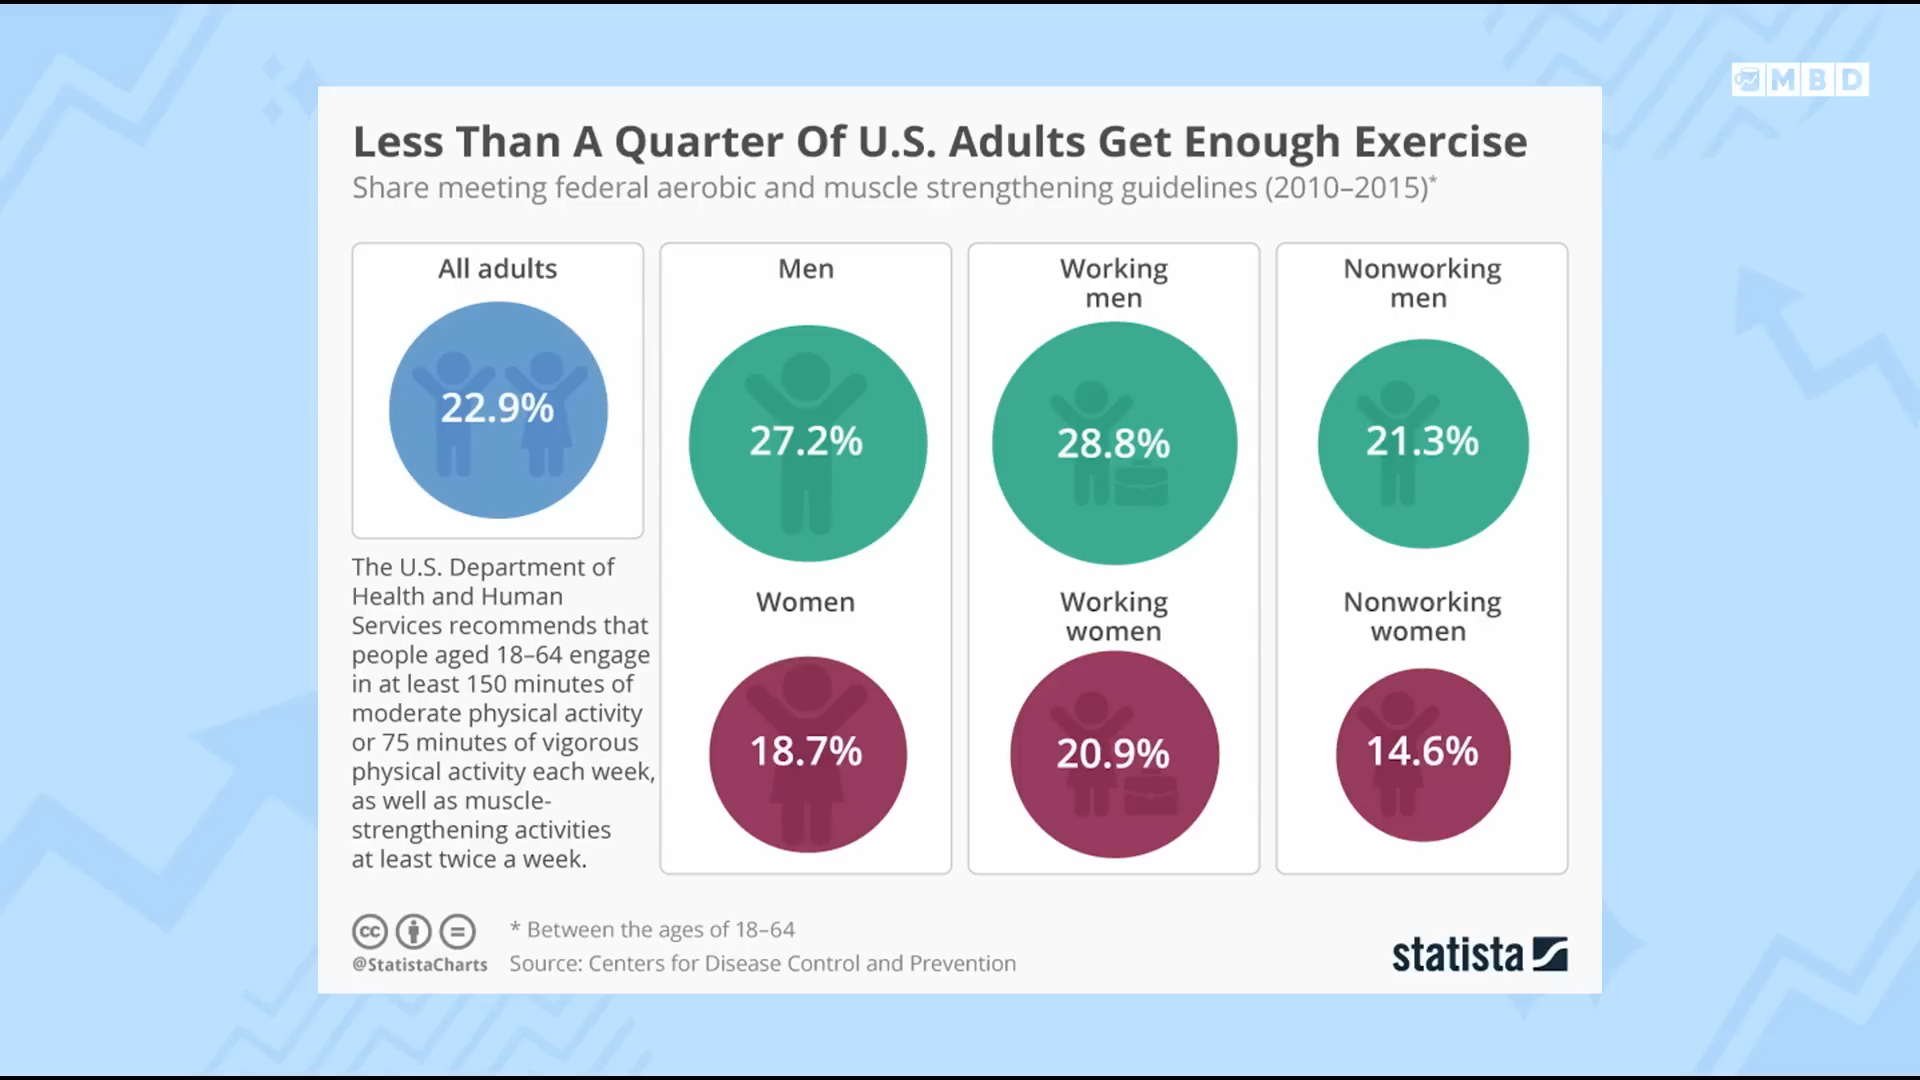 MBD
Less Than A Quarter Of U.S. Adults Get Enough Exercise
Share meeting federal aerobic and muscle strengthening guidelines (2010–2015)*
All adults
22.9%
The U.S. Department of
Health and Human
Services recommends that
people aged 18–64 engage
in at least 150 minutes of
moderate physical activity
or 75 minutes of vigorous
physical activity each week,
as well as muscle-
strengthening activities
at least twice a week.
Men
27.2%
Women
18.7%
Working
men
28.8%
Working
women
20.9%
Nonworking
men
21.3%
Nonworking
women
14.6%
cc
=
@StatistaCharts
* Between the ages of 18–64
Source: Centers for Disease Control and Prevention
statista